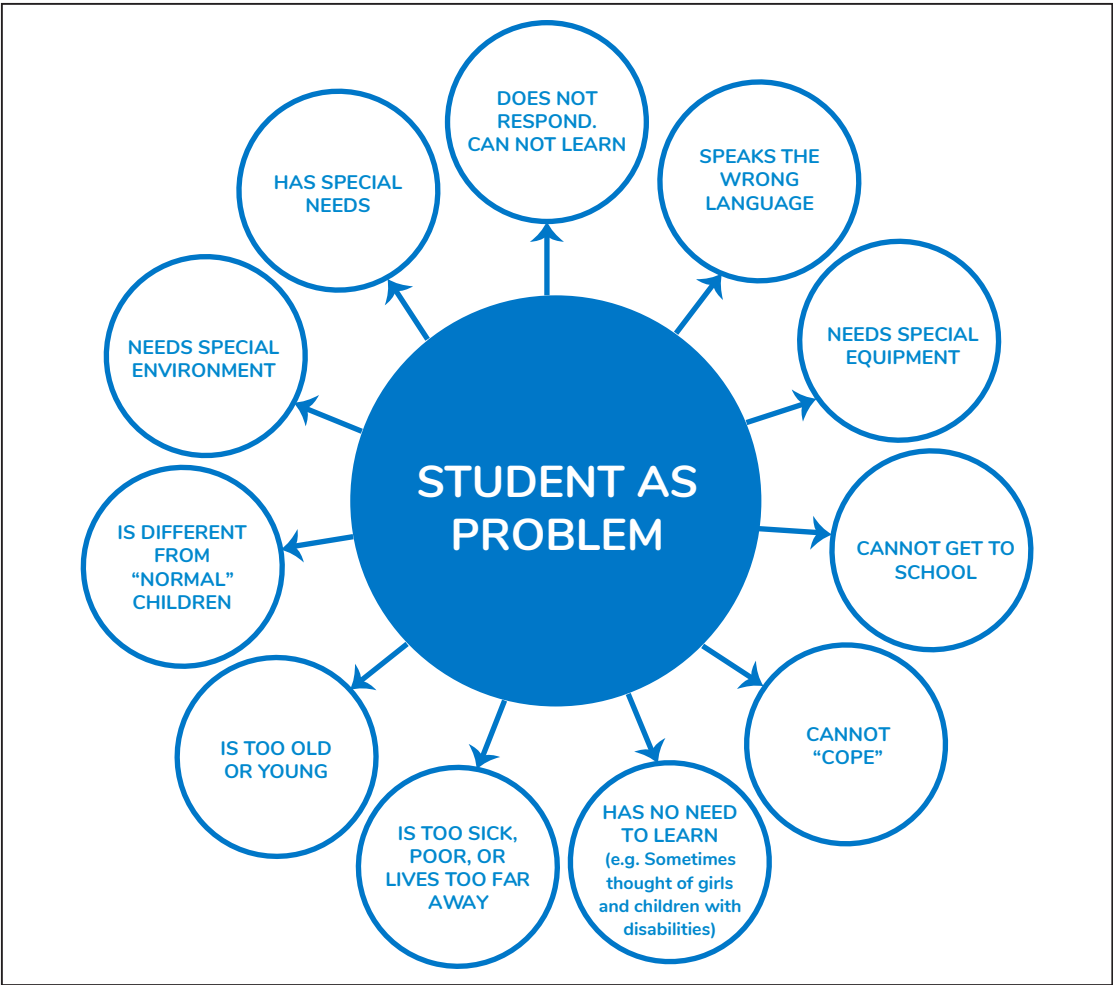 DOES NOT
RESPOND.
CAN NOT LEARN
SPEAKS THE
WRONG
LANGUAGE
NEEDS SPECIAL
EQUIPMENT
CANNOT GET TO
SCHOOL
CANNOT
“COPE”
HAS NO NEED
TO LEARN
(e.g. Sometimes
thought of girls
and children with
disabilities)
IS TOO SICK,
POOR, OR
LIVES TOO FAR
AWAY
IS TOO OLD
OR YOUNG
IS DIFFERENT
FROM
“NORMAL”
CHILDREN
NEEDS SPECIAL
ENVIRONMENT
HAS SPECIAL
NEEDS
STUDENT AS
PROBLEM